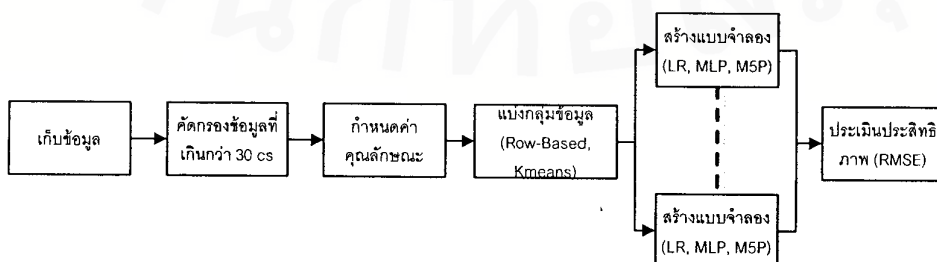 เก็บข้อมูล
คัดกรองข้อมูลที่
เกินกว่า 30 cs
กำหนดค่า
คุณลักษณะ
แบ่งกลุ่มข้อมูล
(Row-Based,
Kmeans)
สร้างแบบจำลอง
(LR, MLP, M5P)
สร้างแบบจำลอง
(LR, MLP, M5P)
ประเมินประสิทธิ
ภาพ (RMSE)